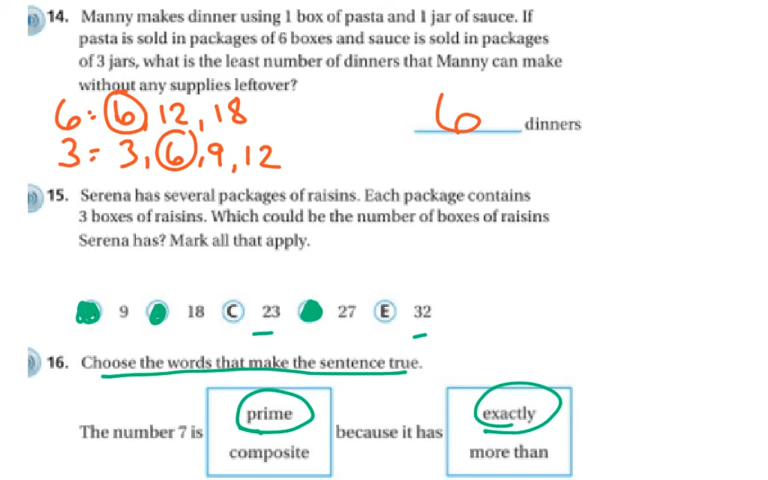 14. Manny makes dinner using 1 box of pasta and 1 jar of sauce. If
pasta is sold in packages of 6 boxes and sauce is sold in packages
of 3 jars, what is the least number of dinners that Manny can make
without any supplies leftover?
6: 6, 12, 18
6 dinners
3 = 3, 6, 9, 12
15. Serena has several packages of raisins. Each package contains
3 boxes of raisins. Which could be the number of boxes of raisins
Serena has? Mark all that apply.
9 18 C 23 27 E 32
16. Choose the words that make the sentence true.
prime exactly
The number 7 is because it has
composite more than